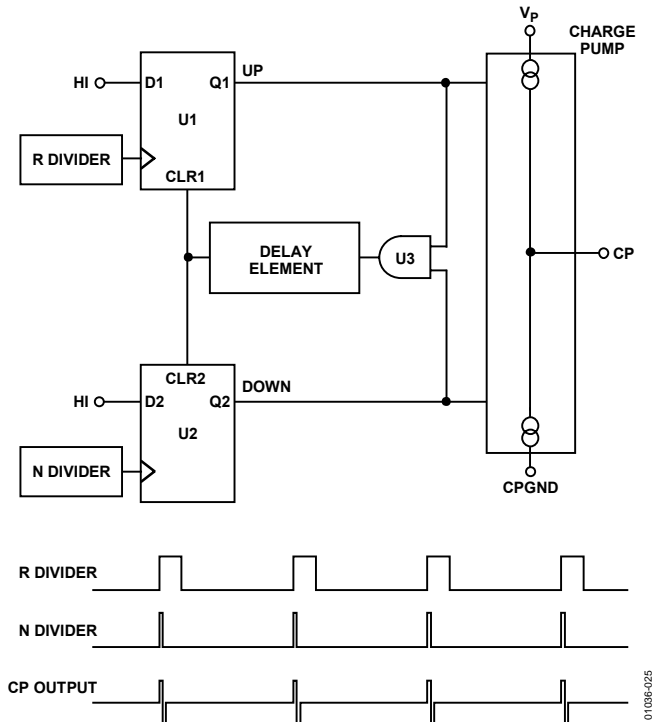 VP
CHARGE
PUMP
HI
D1
Q1
UP
U1
R DIVIDER
CLR1
DELAY
ELEMENT
U3
CP
CLR2
DOWN
HI
D2
Q2
U2
N DIVIDER
CPGND
R DIVIDER
N DIVIDER
CP OUTPUT
01036-025